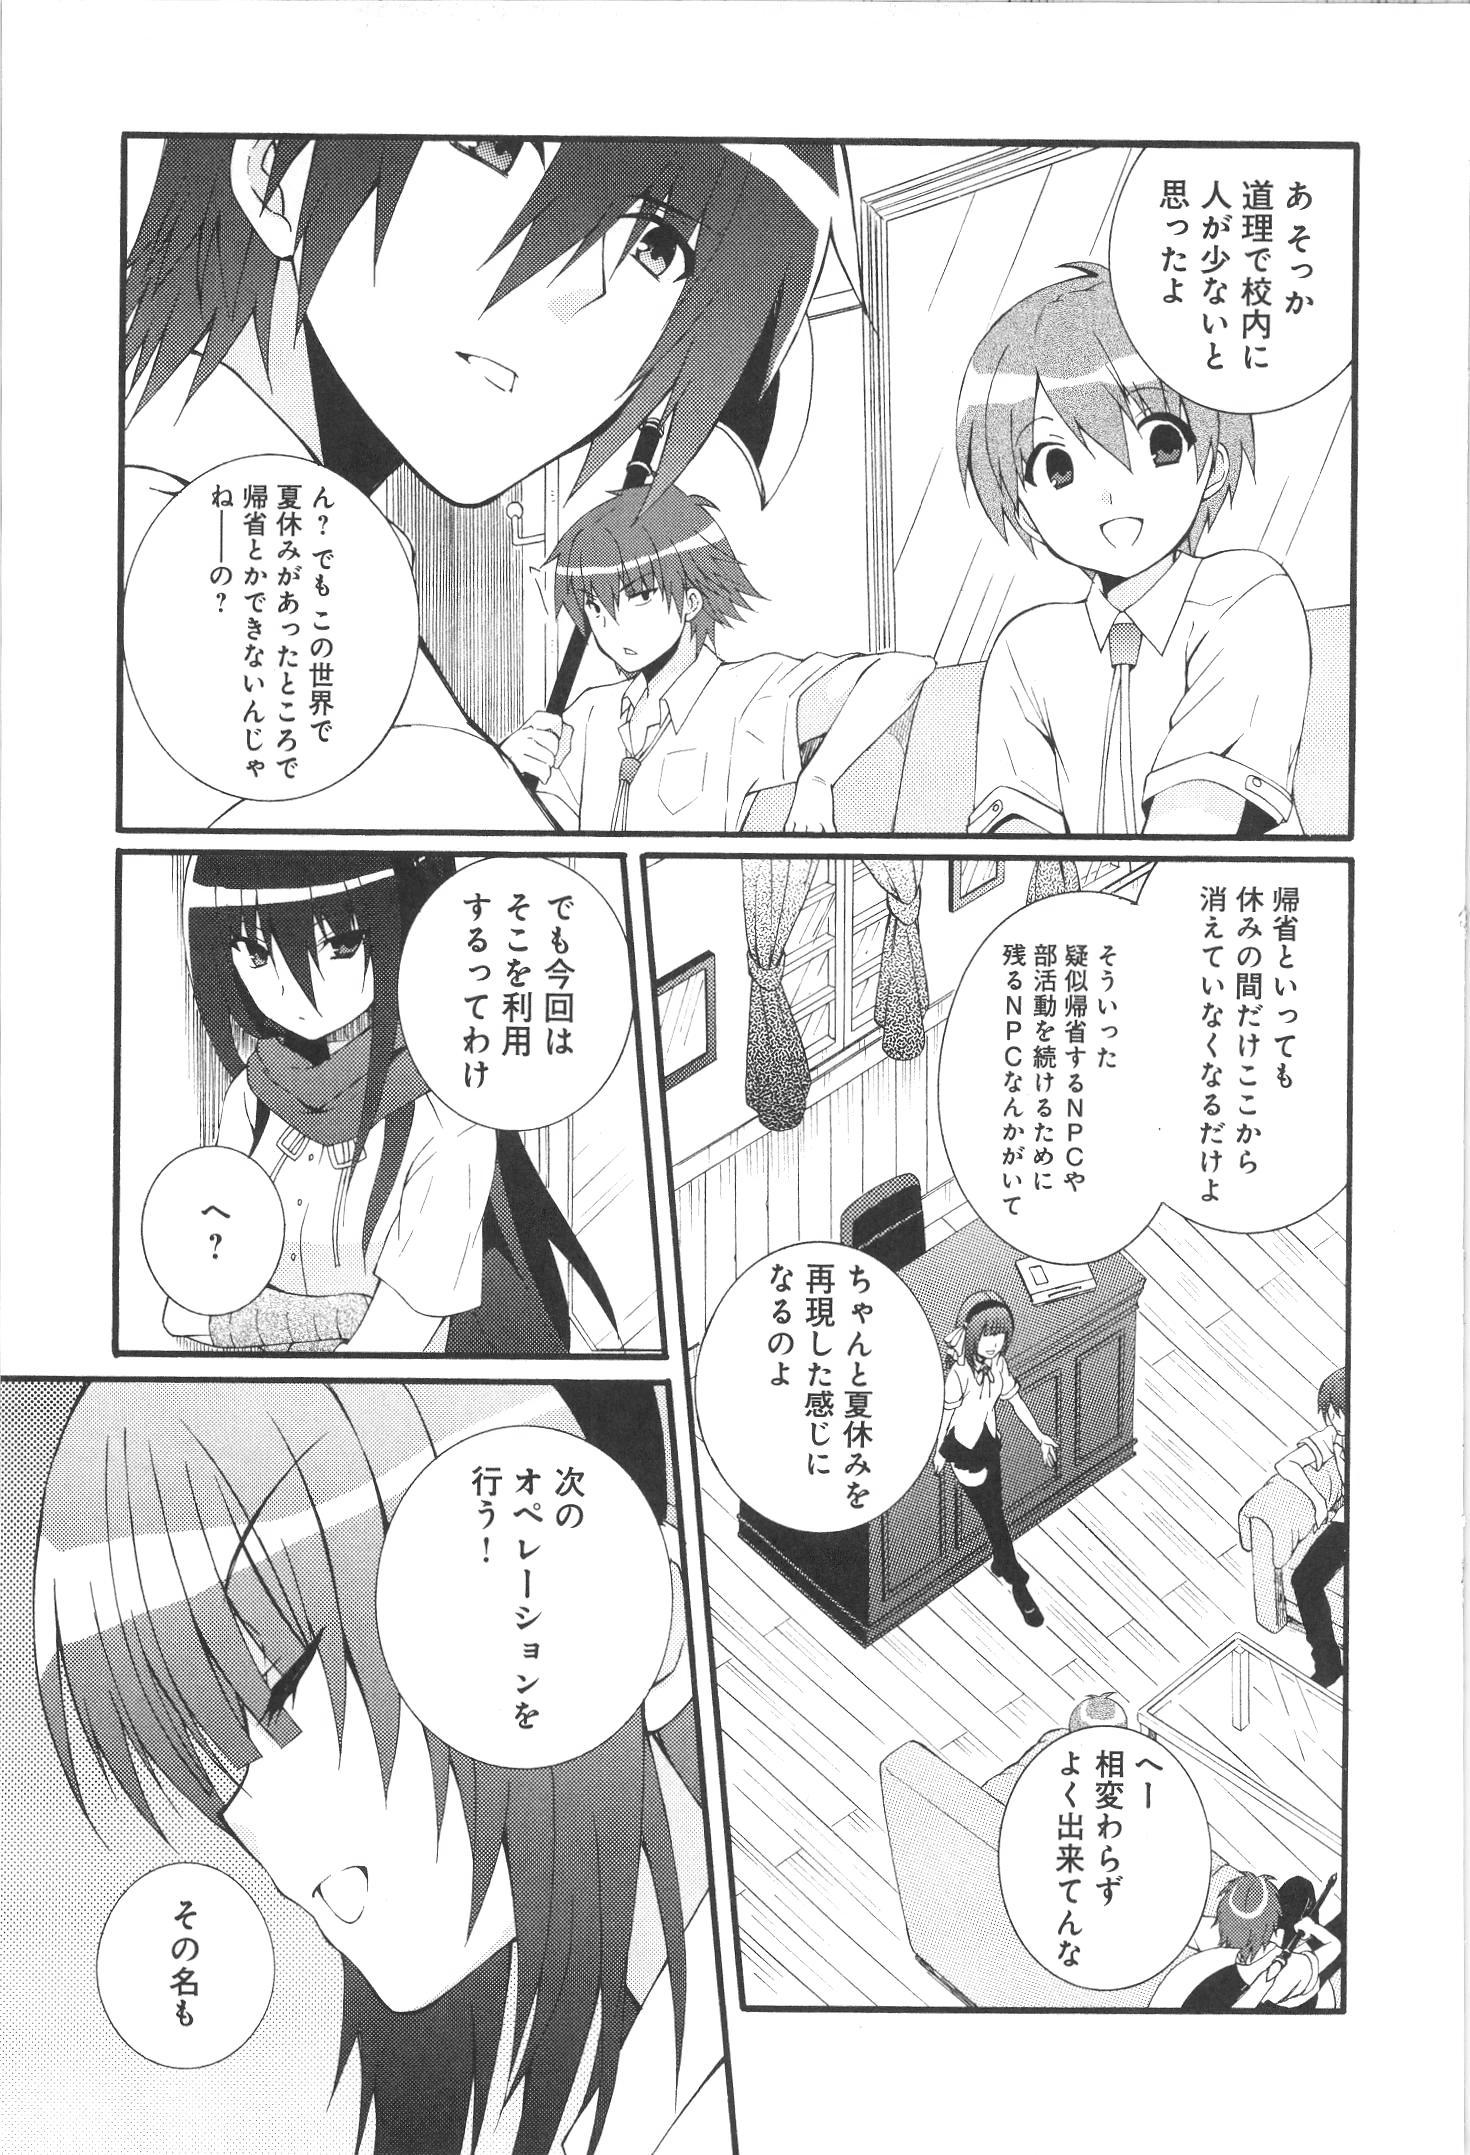 あ そっか
道理で校内に
人が少ないと
思ったよ
ん？でも この世界で
夏休みがあったところで
帰省とかできないんじゃ
ね――の？
帰省といっても
休みの間だけここから
消えていなくなるだけよ
そういった
疑似帰省するNPCや
部活動を続けるために
残るNPCなんかがいて
ちゃんと夏休みを
再現した感じに
なるのよ
へー
相変わらず
よく出来てんな
でも今回は
そこを利用
するってわけ
へ？
次の
オペレーションを
行う！
その名も